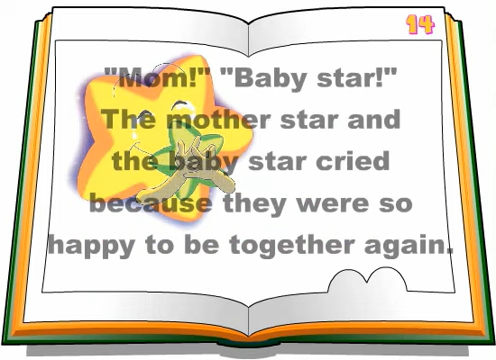 14
"Mom!" "Baby star!"
The mother star and
the baby star cried
because they were so
happy to be together again.